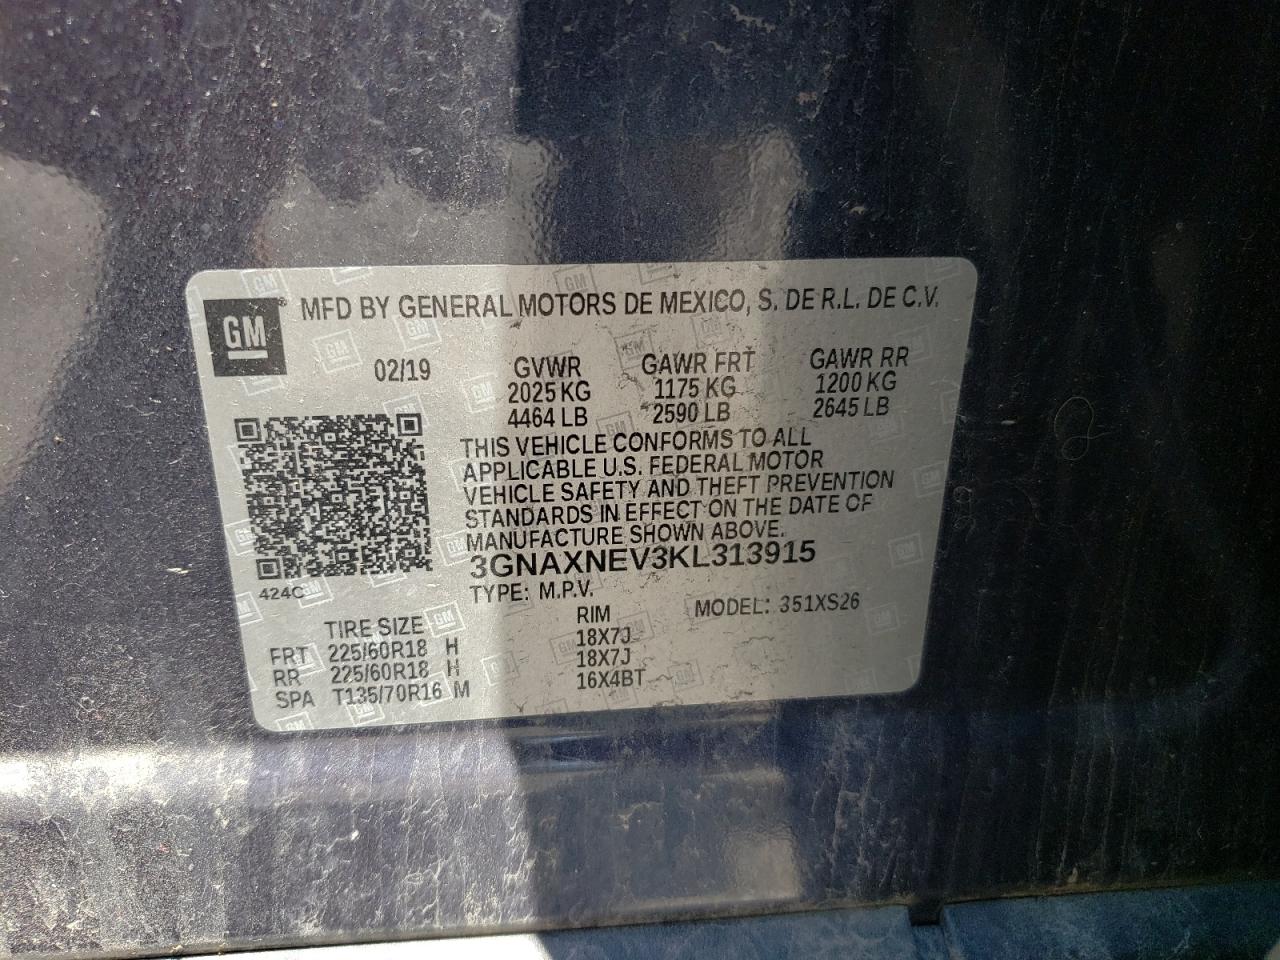 GM® MFD BY GENERAL MOTORS DE MEXICO, S. DE R.L. DE C.V.
02/19 GVWR GAWR FRT GAWR RR
2025 KG 1175 KG 1200 KG
4464 LB 2590 LB 2645 LB
THIS VEHICLE CONFORMS TO ALL
APPLICABLE U.S. FEDERAL MOTOR
VEHICLE SAFETY AND THEFT PREVENTION
STANDARDS IN EFFECT ON THE DATE OF
MANUFACTURE SHOWN ABOVE.
3GNAXNEV3KL313915
424C TYPE: M.P.V.
TIRE SIZE RIM MODEL: 351XS26
FRT 225/60R18 H 18X7J
RR 225/60R18 H 18X7J
SPA T135/70R16 M 16X4BT